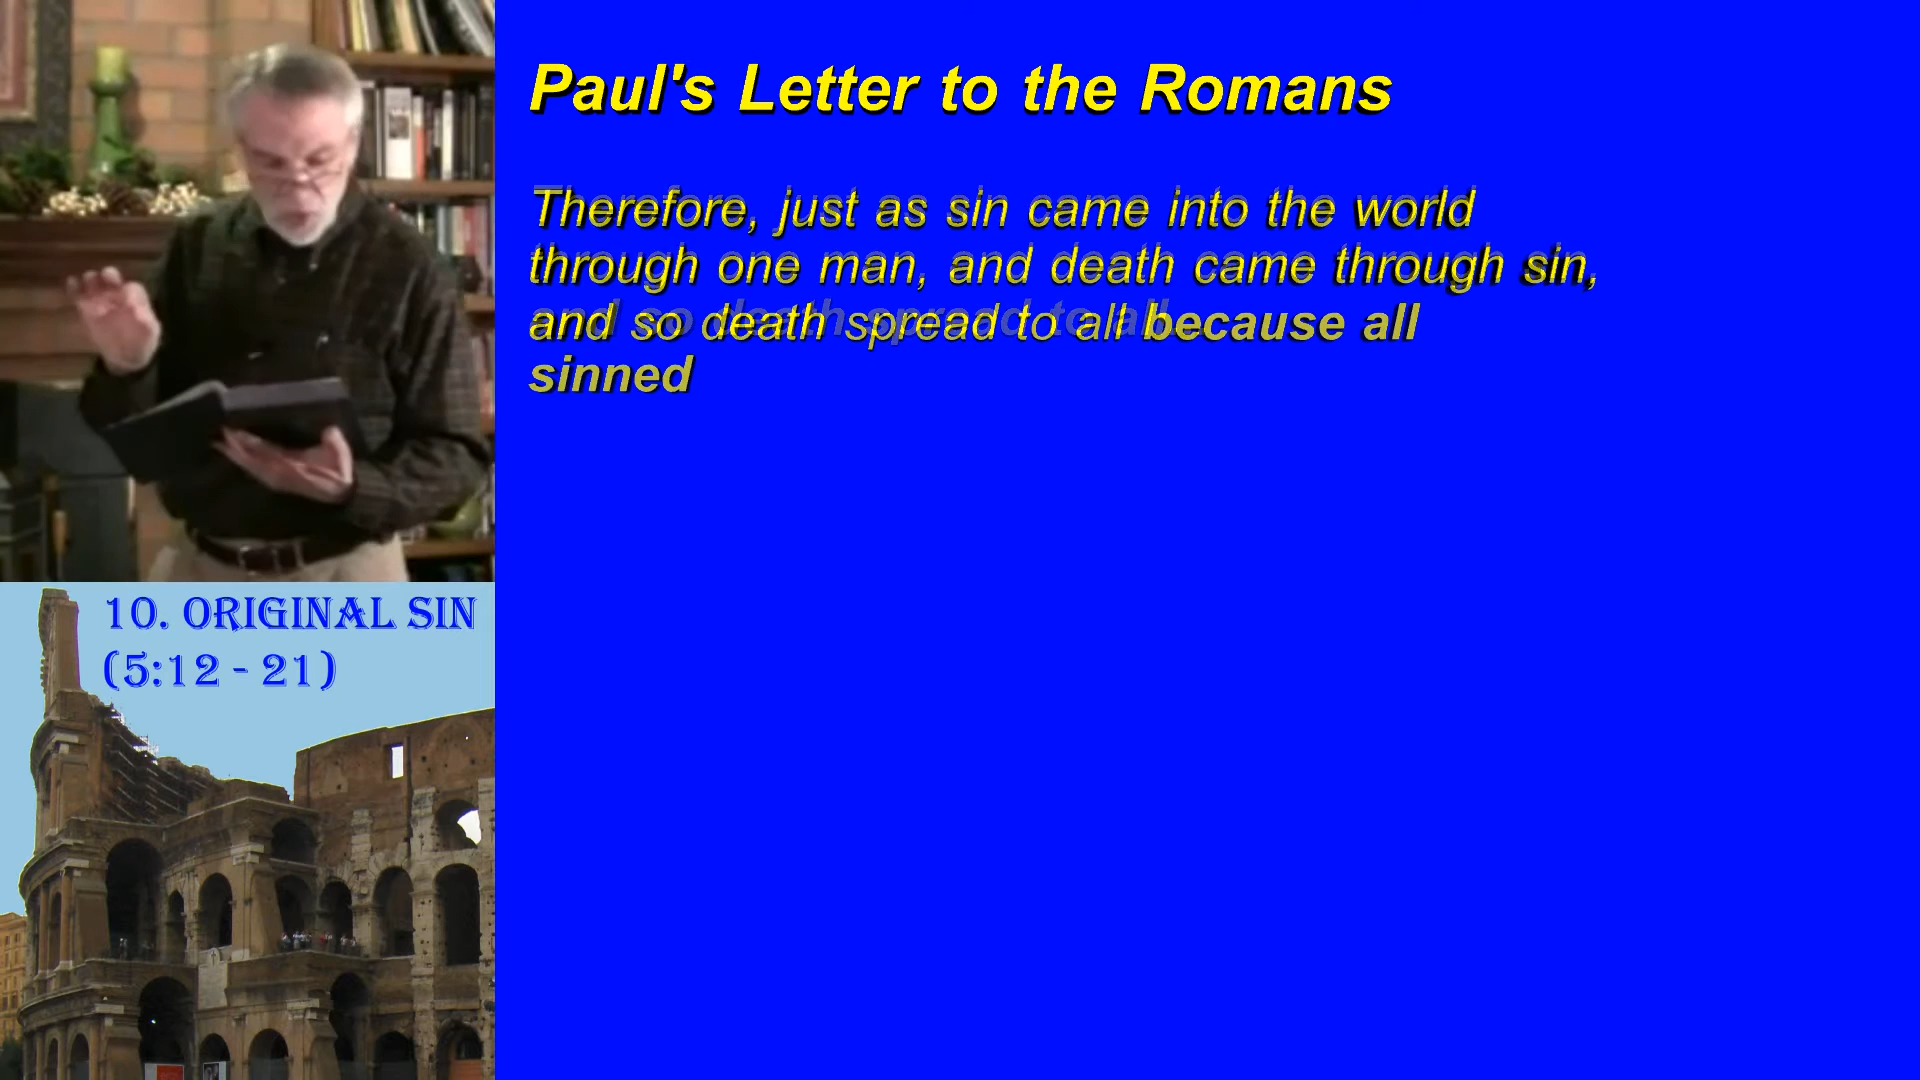 Paul's Letter to the Romans
Therefore, just as sin came into the world
through one man, and death came through sin,
and so death spread to all because all
sinned
10. ORIGINAL SIN
(5:12 - 21)